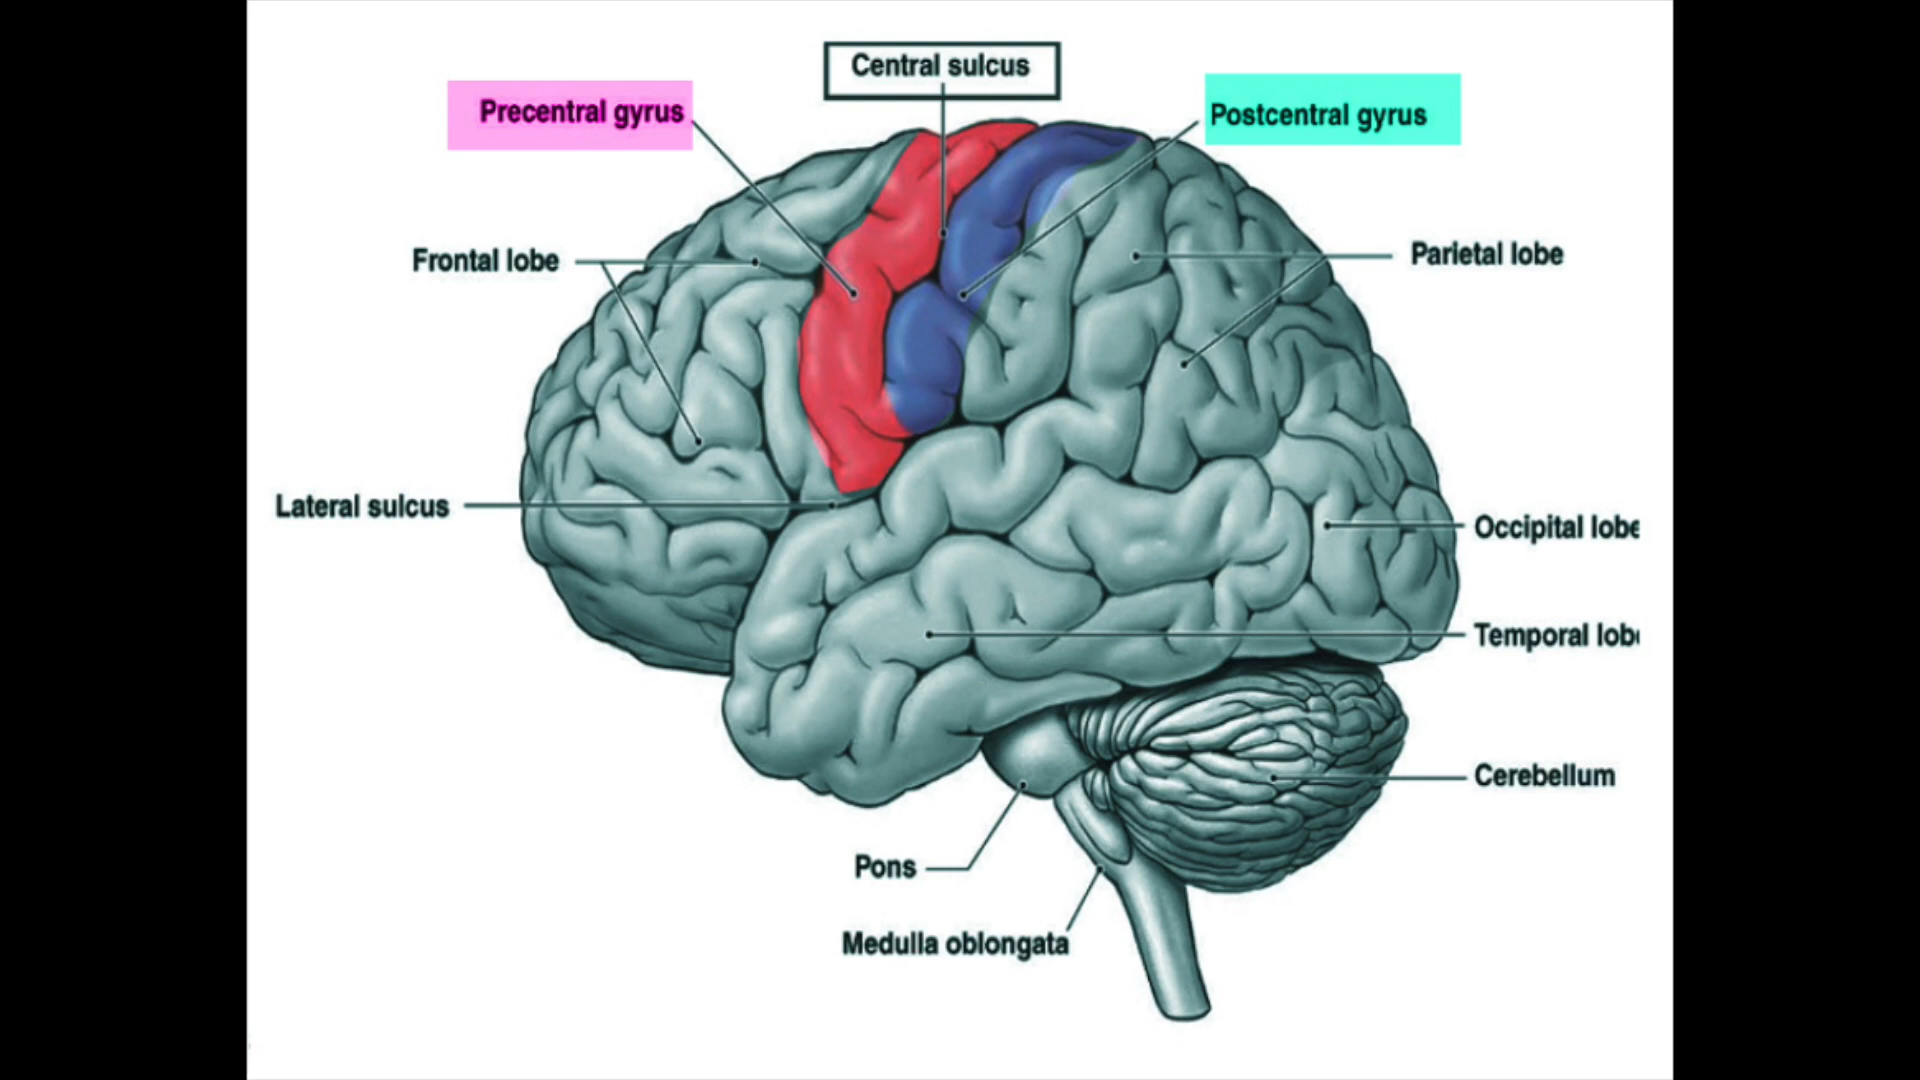 Central sulcus
Precentral gyrus
Postcentral gyrus
Frontal lobe
Parietal lobe
Lateral sulcus
Occipital lobe
Temporal lob
Cerebellum
Pons
Medulla oblongata